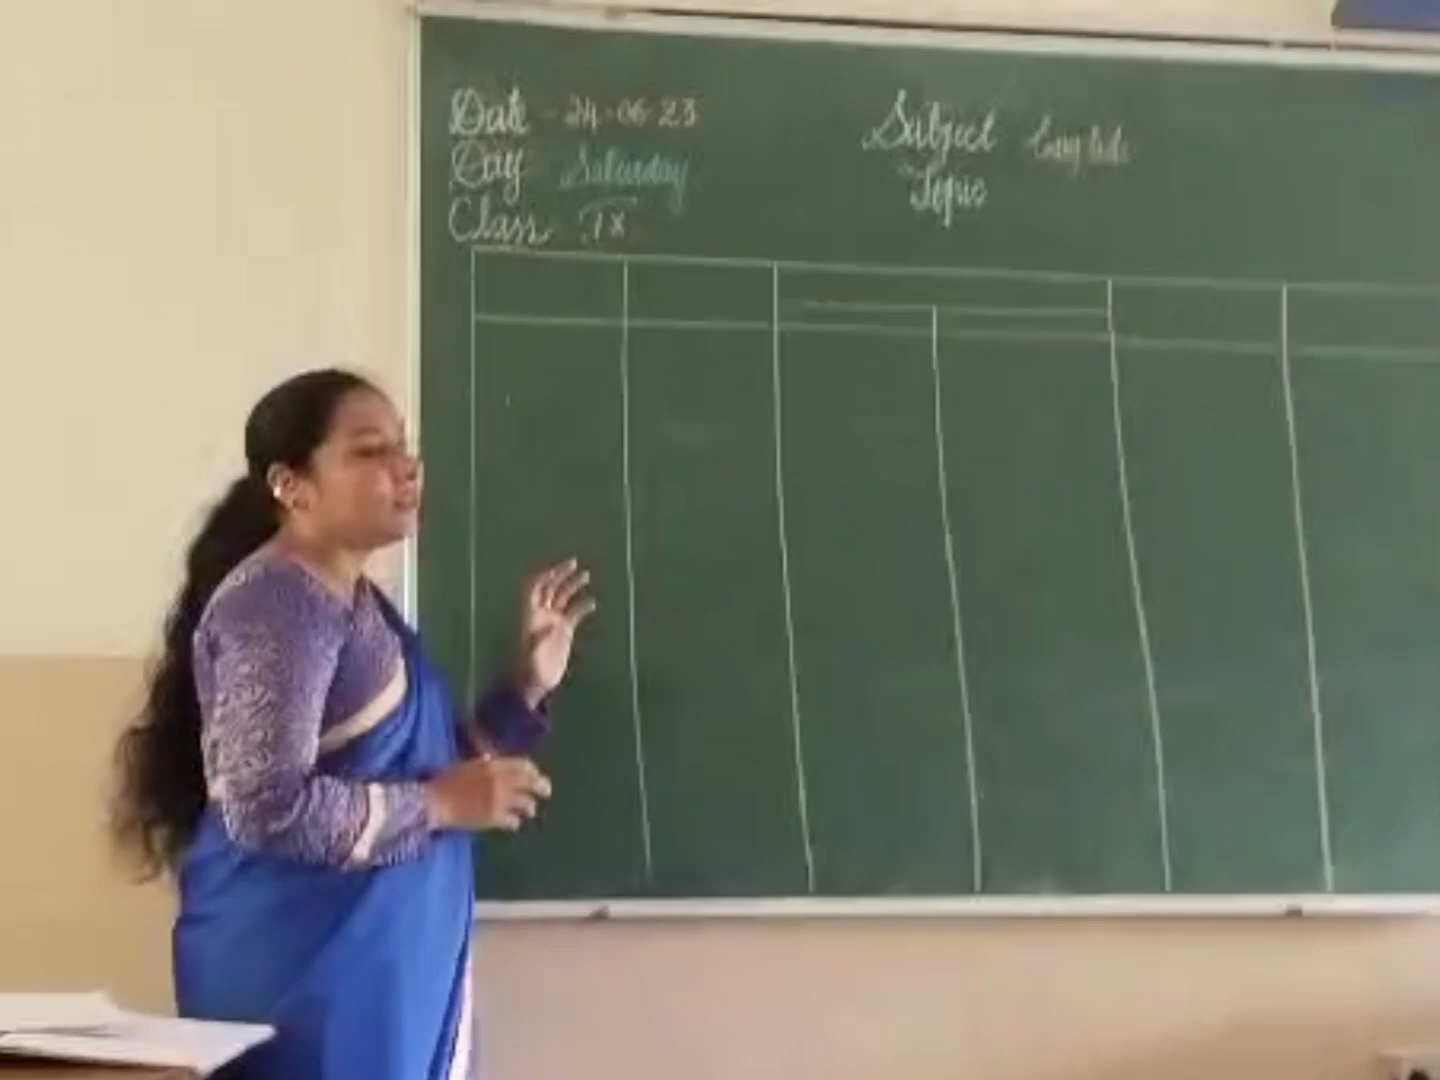 Date - 24-06-23
Day Saturday
Class IX
Subject English
Topic